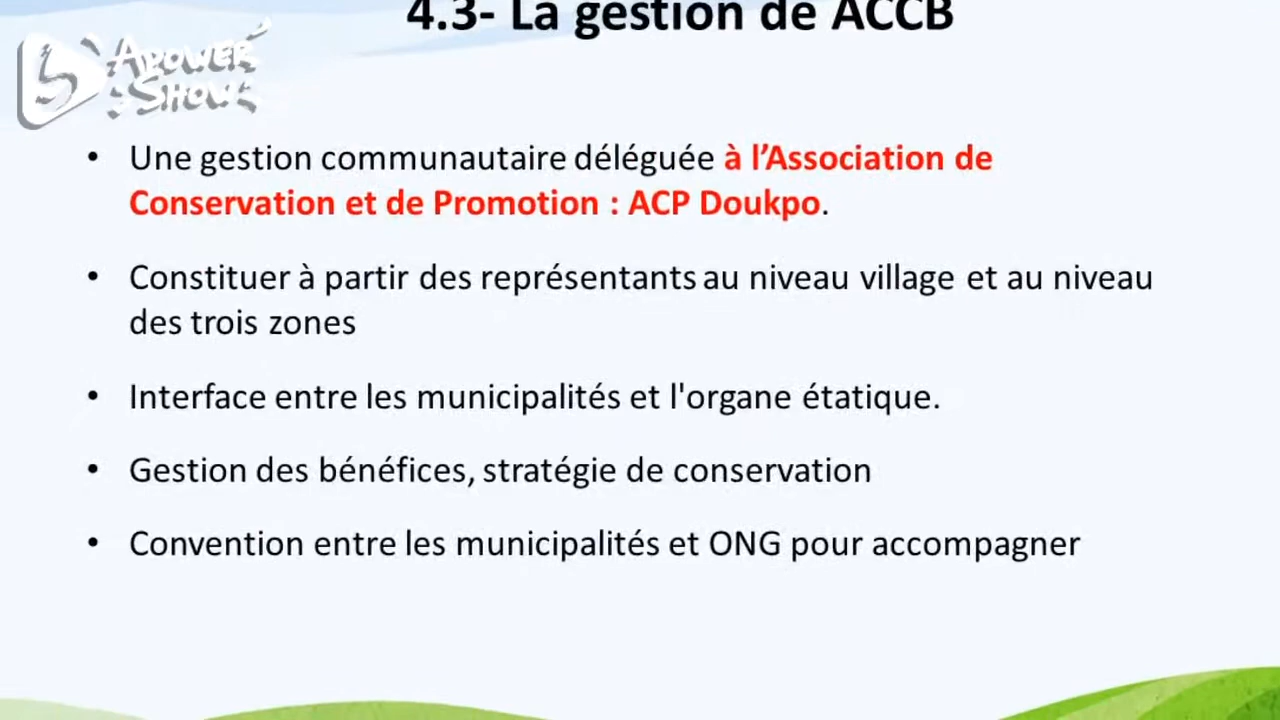 4.3- La gestion de ACCB
APOWER
SHOW
• Une gestion communautaire déléguée à l’Association de
Conservation et de Promotion : ACP Doukpo.
• Constituer à partir des représentants au niveau village et au niveau
des trois zones
• Interface entre les municipalités et l'organe étatique.
• Gestion des bénéfices, stratégie de conservation
• Convention entre les municipalités et ONG pour accompagner